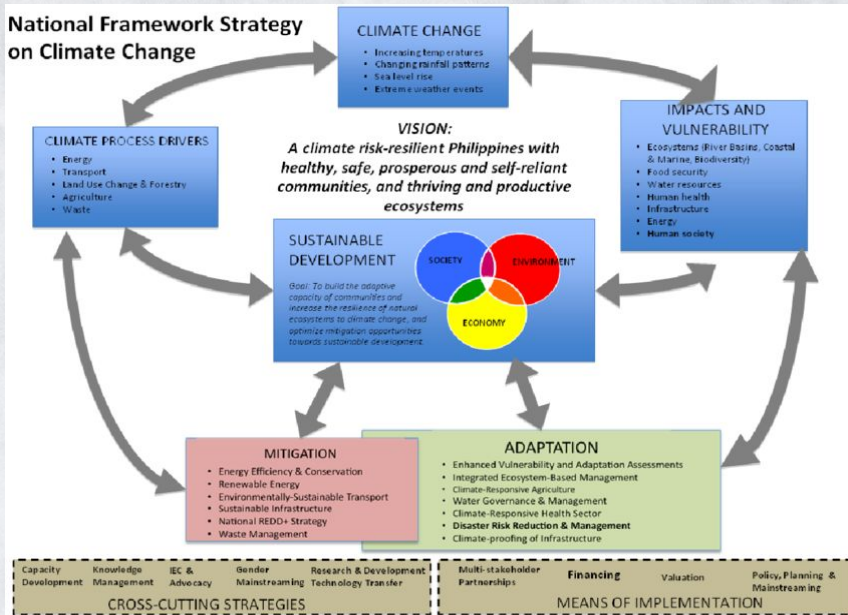 National Framework Strategy
on Climate Change
CLIMATE CHANGE
• Increasing temperatures
• Changing rainfall patterns
• Sea level rise
• Extreme weather events
CLIMATE PROCESS DRIVERS
• Energy
• Transport
• Land Use Change & Forestry
• Agriculture
• Waste
VISION:
A climate risk-resilient Philippines with
healthy, safe, prosperous and self-reliant
communities, and thriving and productive
ecosystems
IMPACTS AND
VULNERABILITY
• Ecosystems (River Basins, Coastal
& Marine, Biodiversity)
• Food security
• Water resources
• Human health
• Infrastructure
• Energy
• Human society
SUSTAINABLE
DEVELOPMENT
Goal: To build the adaptive
capacity of communities and
increase the resilience of natural
ecosystems to climate change, and
optimize mitigation opportunities
towards sustainable development.
SOCIETY
ENVIRONMENT
ECONOMY
MITIGATION
• Energy Efficiency & Conservation
• Renewable Energy
• Environmentally-Sustainable Transport
• Sustainable Infrastructure
• National REDD+ Strategy
• Waste Management
ADAPTATION
• Enhanced Vulnerability and Adaptation Assessments
• Integrated Ecosystem-Based Management
• Climate-Responsive Agriculture
• Water Governance & Management
• Climate-Responsive Health Sector
• Disaster Risk Reduction & Management
• Climate-proofing of Infrastructure
Capacity
Development
Knowledge
Management
IEC &
Advocacy
Gender
Mainstreaming
Research & Development
Technology Transfer
CROSS-CUTTING STRATEGIES
Multi-stakeholder
Partnerships
Financing
Valuation
Policy, Planning &
Mainstreaming
MEANS OF IMPLEMENTATION